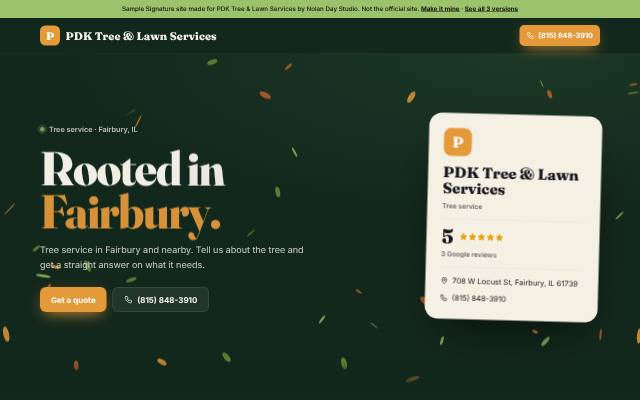 Sample Signature site made for PDK Tree & Lawn Services by Nolan Day Studio. Not the official site. Make it mine · See all 3 versions
P PDK Tree & Lawn Services
(815) 848-3910
Tree service · Fairbury, IL
Rooted in
Fairbury.
Tree service in Fairbury and nearby. Tell us about the tree and
get a straight answer on what it needs.
Get a quote
(815) 848-3910
P
PDK Tree & Lawn
Services
Tree service
5
3 Google reviews
708 W Locust St, Fairbury, IL 61739
(815) 848-3910